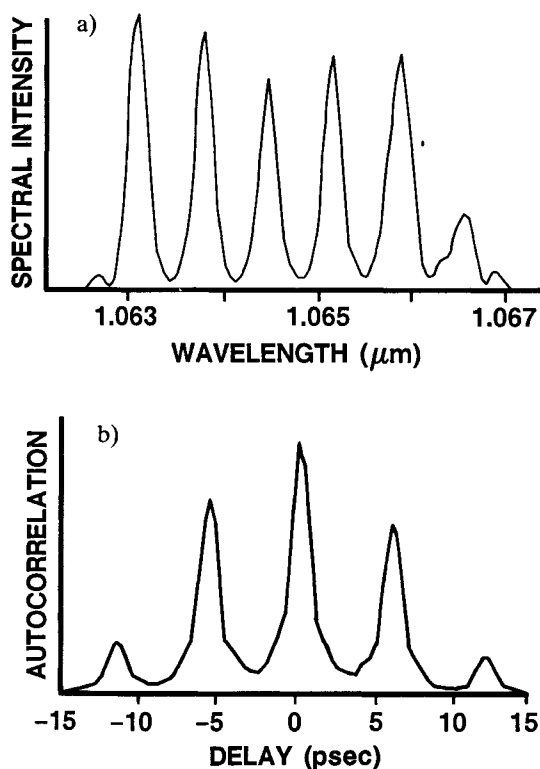 a)
SPECTRAL INTENSITY
1.063 1.065 1.067
WAVELENGTH (μm)
b)
AUTOCORRELATION
−15 −10 −5 0 5 10 15
DELAY (psec)